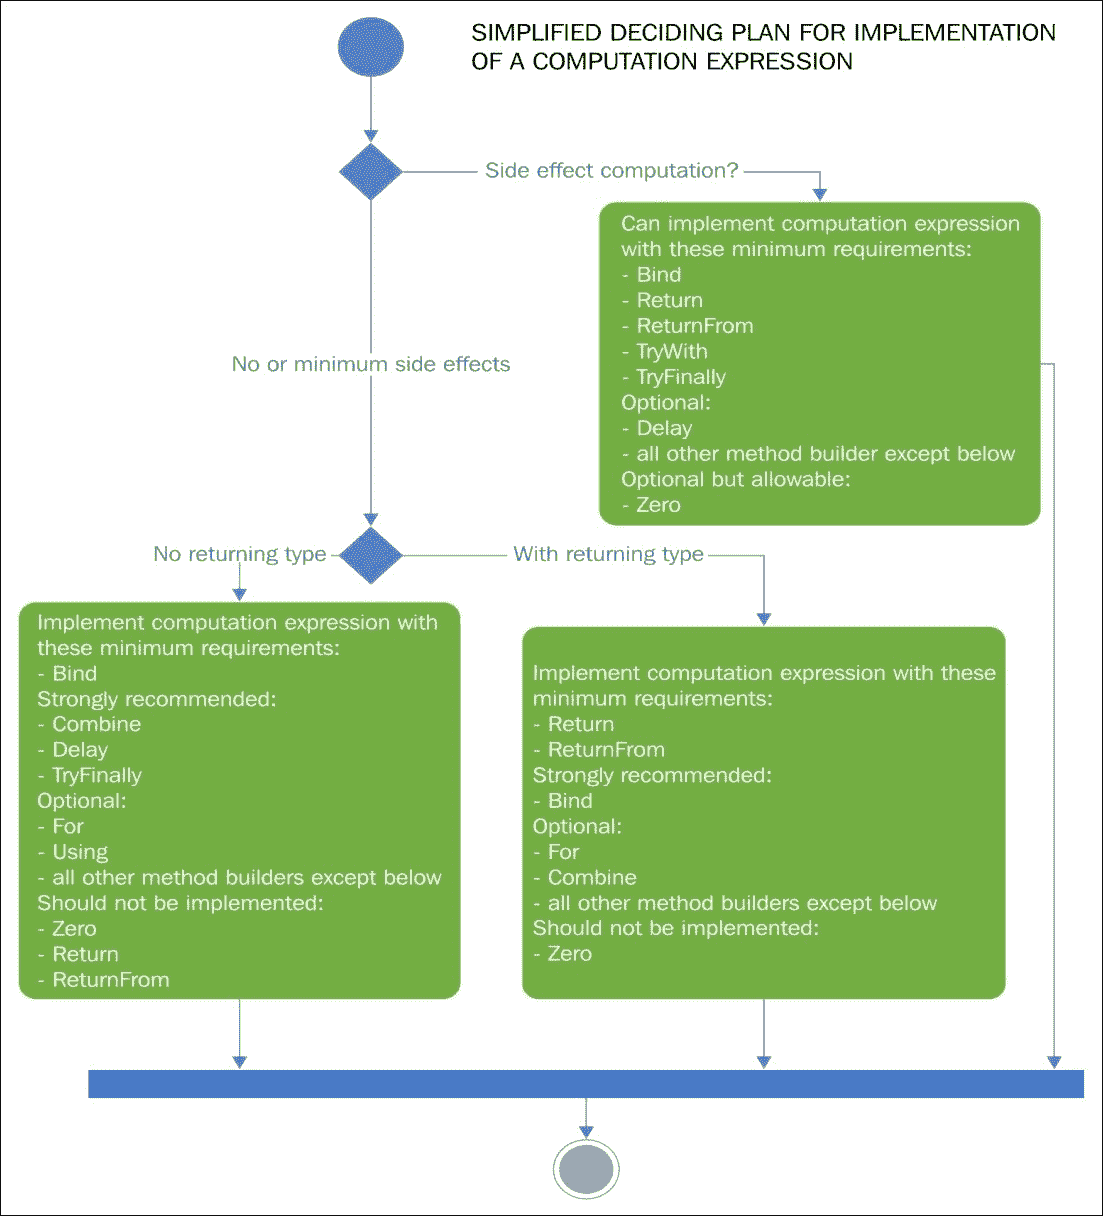 SIMPLIFIED DECIDING PLAN FOR IMPLEMENTATION
OF A COMPUTATION EXPRESSION
Side effect computation?
Can implement computation expression
with these minimum requirements:
- Bind
- Return
- ReturnFrom
- TryWith
- TryFinally
Optional:
- Delay
- all other method builder except below
Optional but allowable:
- Zero
No or minimum side effects
No returning type
With returning type
Implement computation expression with
these minimum requirements:
- Bind
Strongly recommended:
- Combine
- Delay
- TryFinally
Optional:
- For
- Using
- all other method builders except below
Should not be implemented:
- Zero
- Return
- ReturnFrom
Implement computation expression with these
minimum requirements:
- Return
- ReturnFrom
Strongly recommended:
- Bind
Optional:
- For
- Combine
- all other method builders except below
Should not be implemented:
- Zero